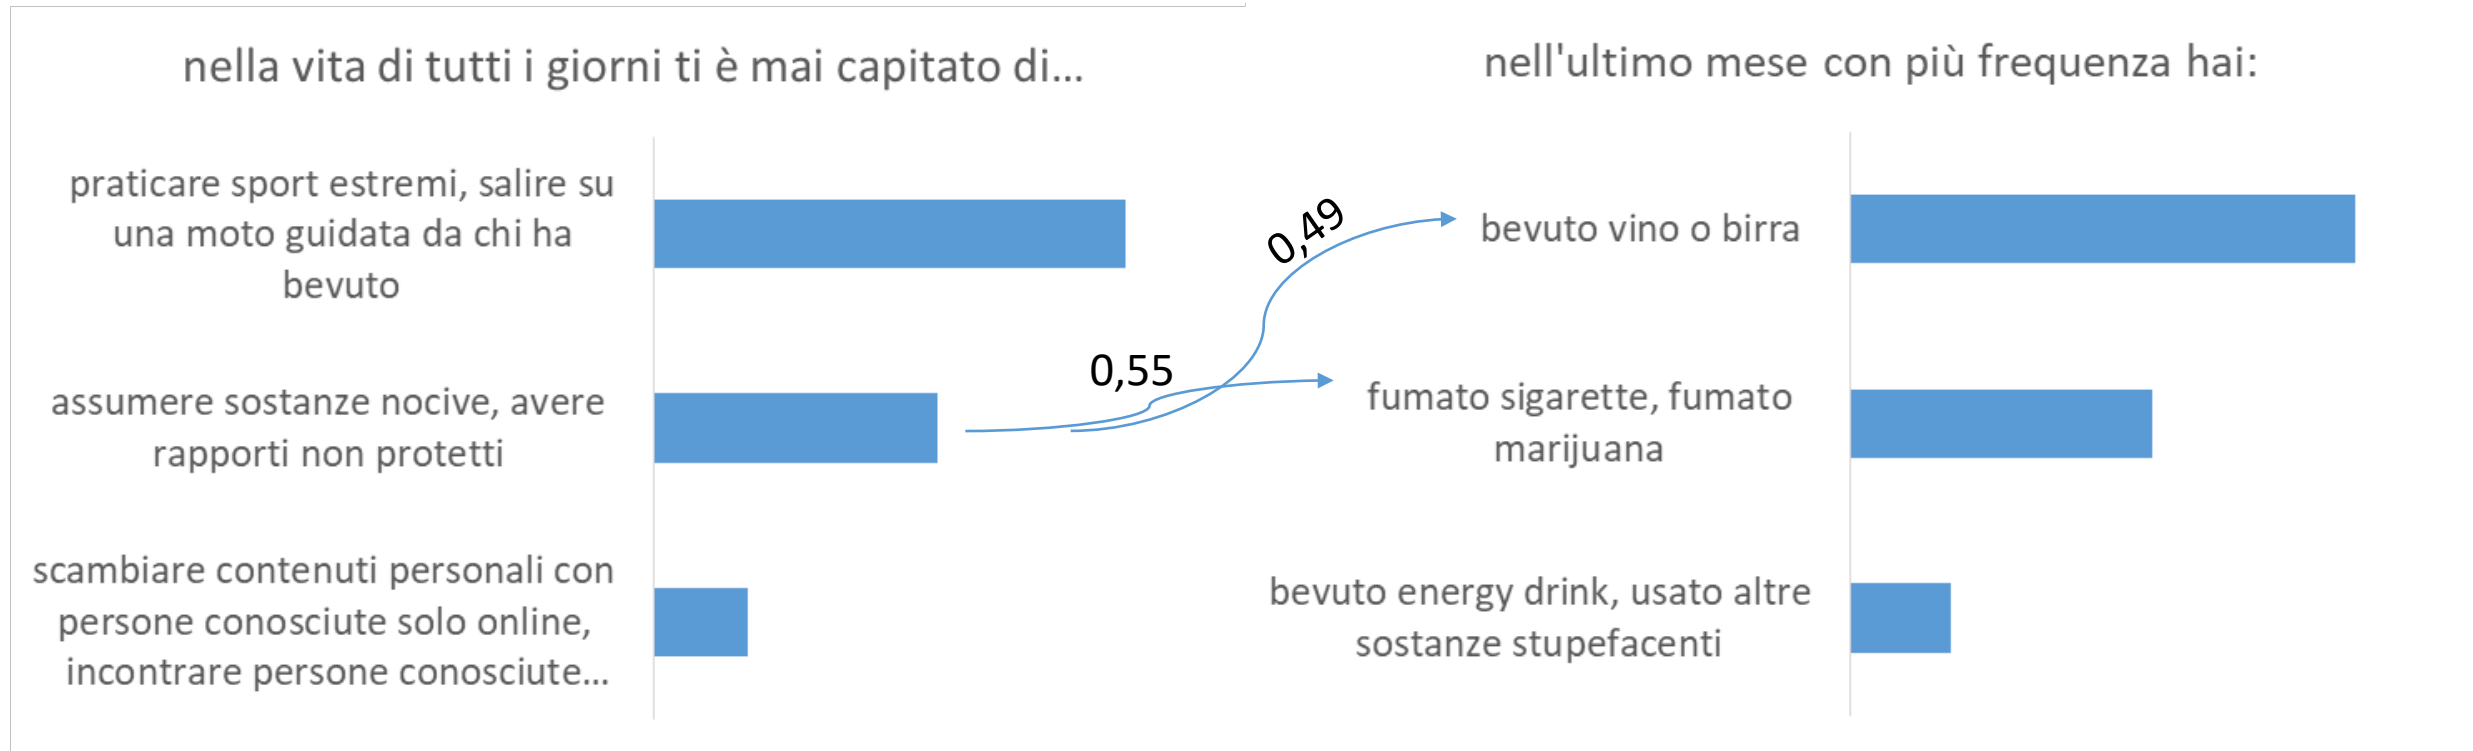 nella vita di tutti i giorni ti è mai capitato di...
praticare sport estremi, salire su
una moto guidata da chi ha
bevuto
assumere sostanze nocive, avere
rapporti non protetti
scambiare contenuti personali con
persone conosciute solo online,
incontrare persone conosciute...
0,55
0,49
nell'ultimo mese con più frequenza hai:
bevuto vino o birra
fumato sigarette, fumato
marijuana
bevuto energy drink, usato altre
sostanze stupefacenti